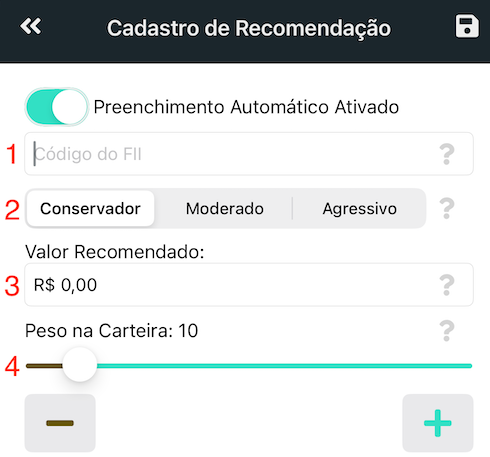 Cadastro de Recomendação
Preenchimento Automático Ativado
1 Código do FII ?
2 Conservador Moderado Agressivo ?
Valor Recomendado:
3 R$ 0,00 ?
Peso na Carteira: 10 ?
4